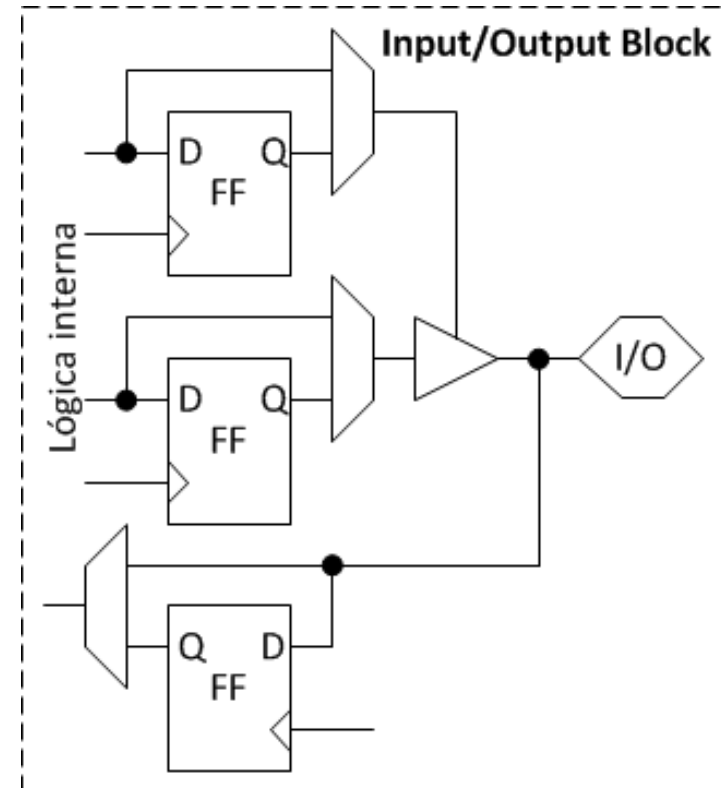 Input/Output Block
D Q
FF
Lógica interna
D Q
FF
I/O
Q D
FF